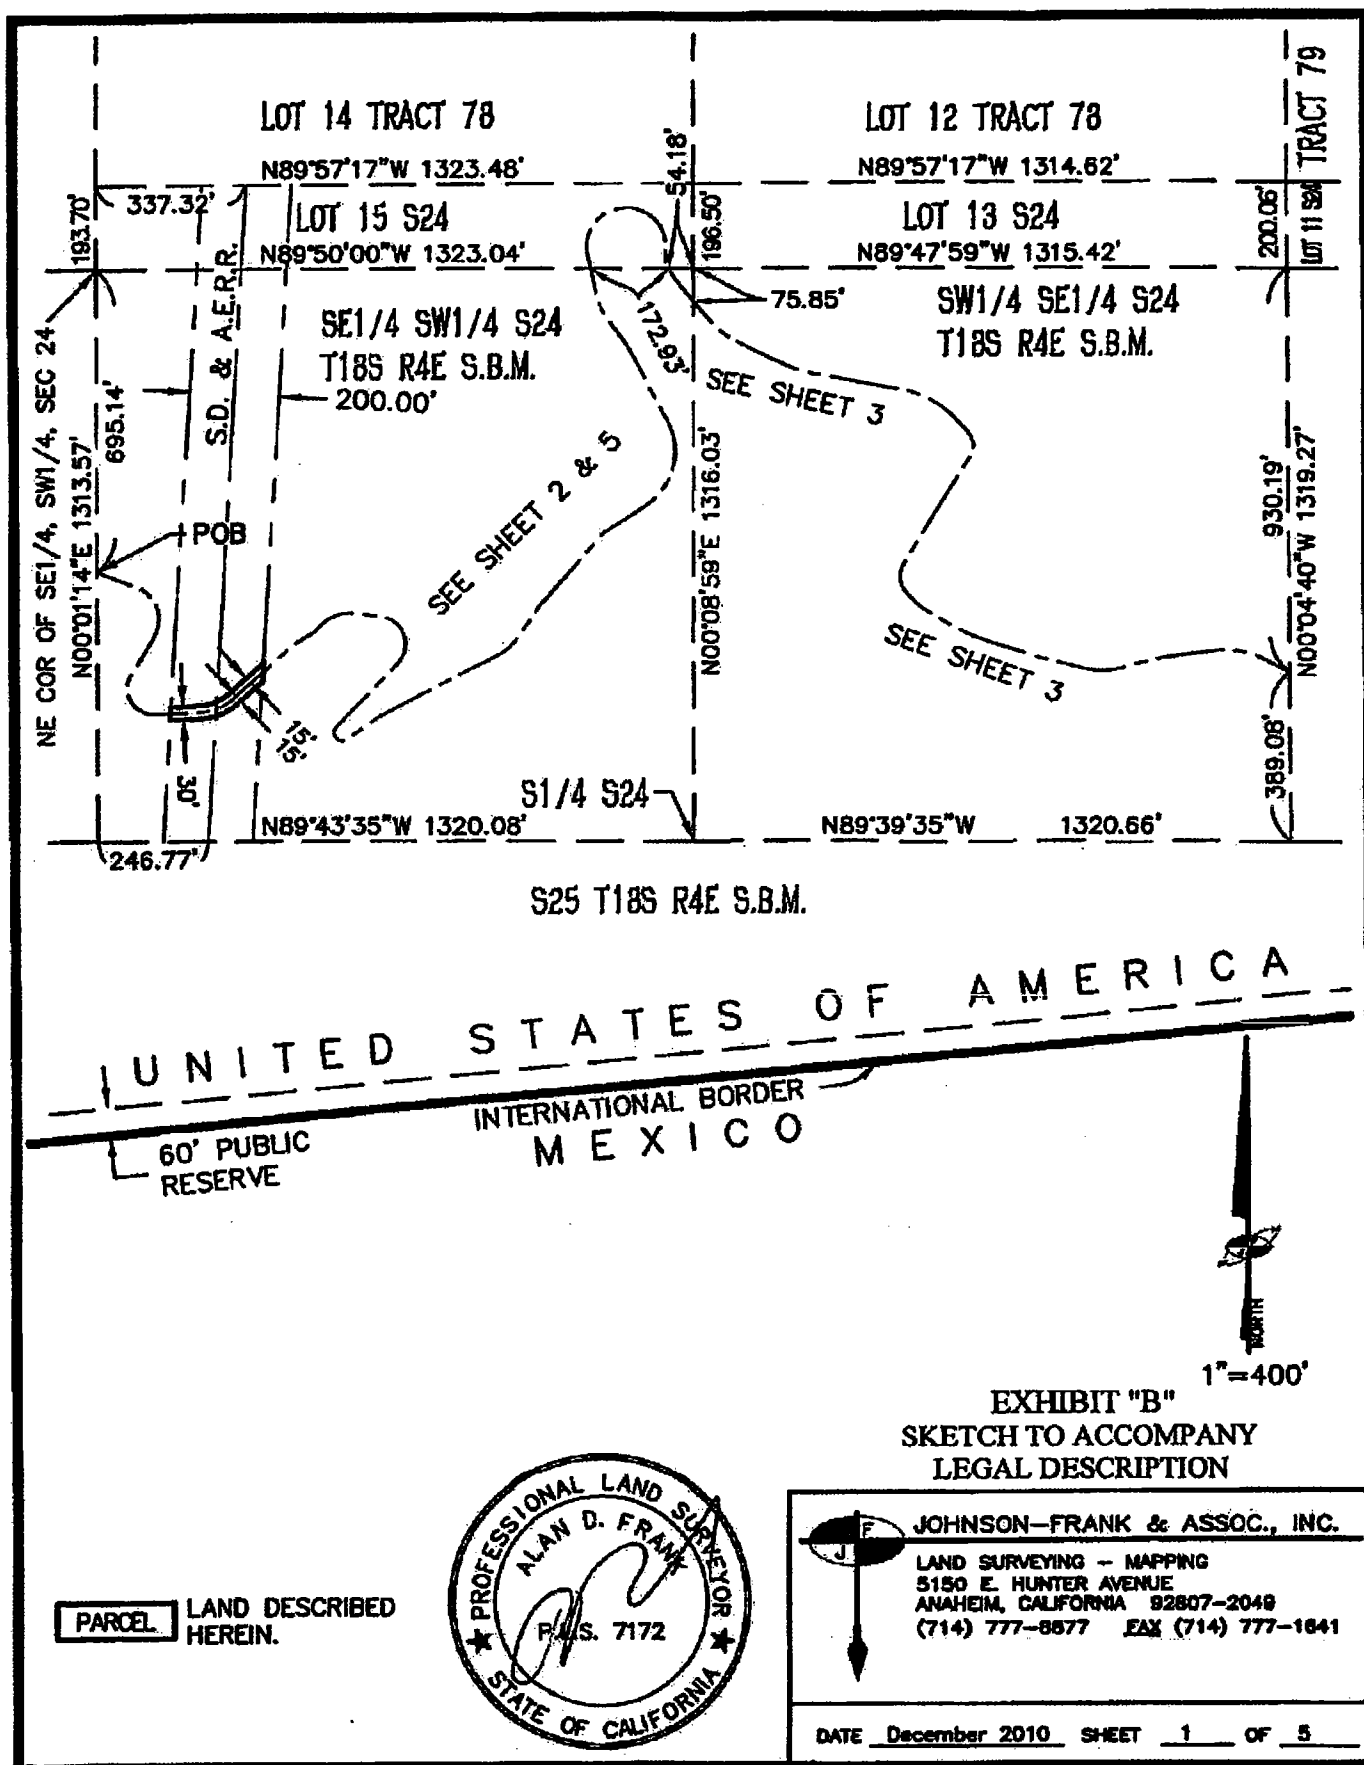 LOT 14 TRACT 78
LOT 12 TRACT 78
TRACT 79
N89°57'17"W 1323.48'
54.18'
N89°57'17"W 1314.62'
337.32'
193.70'
LOT 15 S24
196.50'
LOT 13 S24
200.06'
LOT 11 S24
N89°50'00"W 1323.04'
N89°47'59"W 1315.42'
S.D. & A.E.R.R.
SE1/4 SW1/4 S24
T18S R4E S.B.M.
200.00'
172.93'
75.85'
SW1/4 SE1/4 S24
T18S R4E S.B.M.
SEE SHEET 3
NE COR OF SE1/4, SW1/4, SEC 24
N00°01'14"E 1313.57'
695.14'
POB
SEE SHEET 2 & 5
N00°08'59"E 1316.03'
930.19'
N00°04'40"W 1319.27'
SEE SHEET 3
15'
15'
30'
389.08'
S1/4 S24
N89°43'35"W 1320.08'
N89°39'35"W 1320.66'
246.77'
S25 T18S R4E S.B.M.
UNITED STATES OF AMERICA
INTERNATIONAL BORDER
MEXICO
60' PUBLIC
RESERVE
NORTH
1"=400'
EXHIBIT "B"
SKETCH TO ACCOMPANY
LEGAL DESCRIPTION
PARCEL
LAND DESCRIBED
HEREIN.
PROFESSIONAL LAND SURVEYOR
ALAN D. FRANK
P.L.S. 7172
STATE OF CALIFORNIA
F
J
JOHNSON-FRANK & ASSOC., INC.
LAND SURVEYING - MAPPING
5150 E. HUNTER AVENUE
ANAHEIM, CALIFORNIA 92807-2049
(714) 777-8877 FAX (714) 777-1641
DATE December 2010 SHEET 1 OF 5